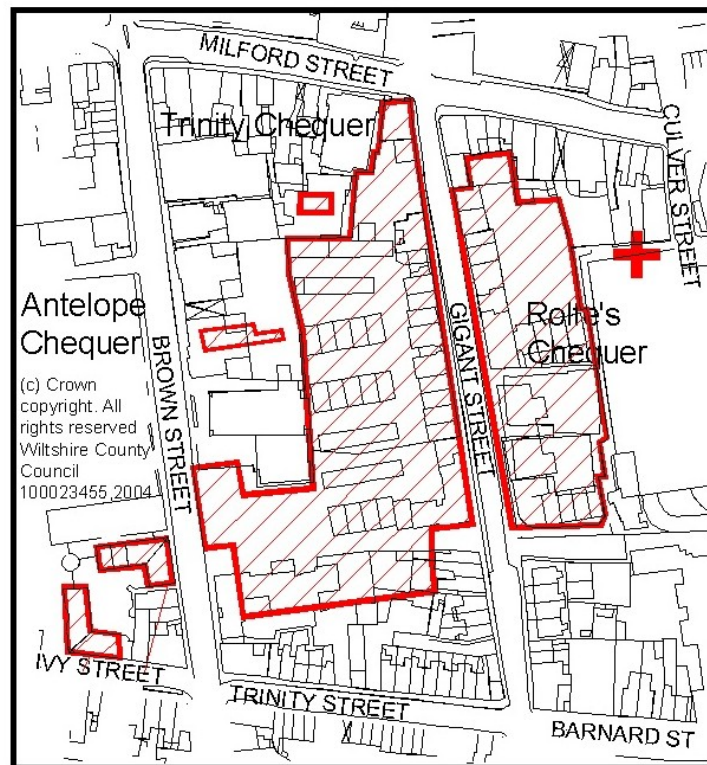 MILFORD STREET
Trinity Chequer
CULVER STREET
Antelope
Chequer
BROWN STREET
GIGANT STREET
Rolfe's
Chequer
(c) Crown
copyright. All
rights reserved
Wiltshire County
Council
100023455 2004
IVY STREET
TRINITY STREET
BARNARD ST